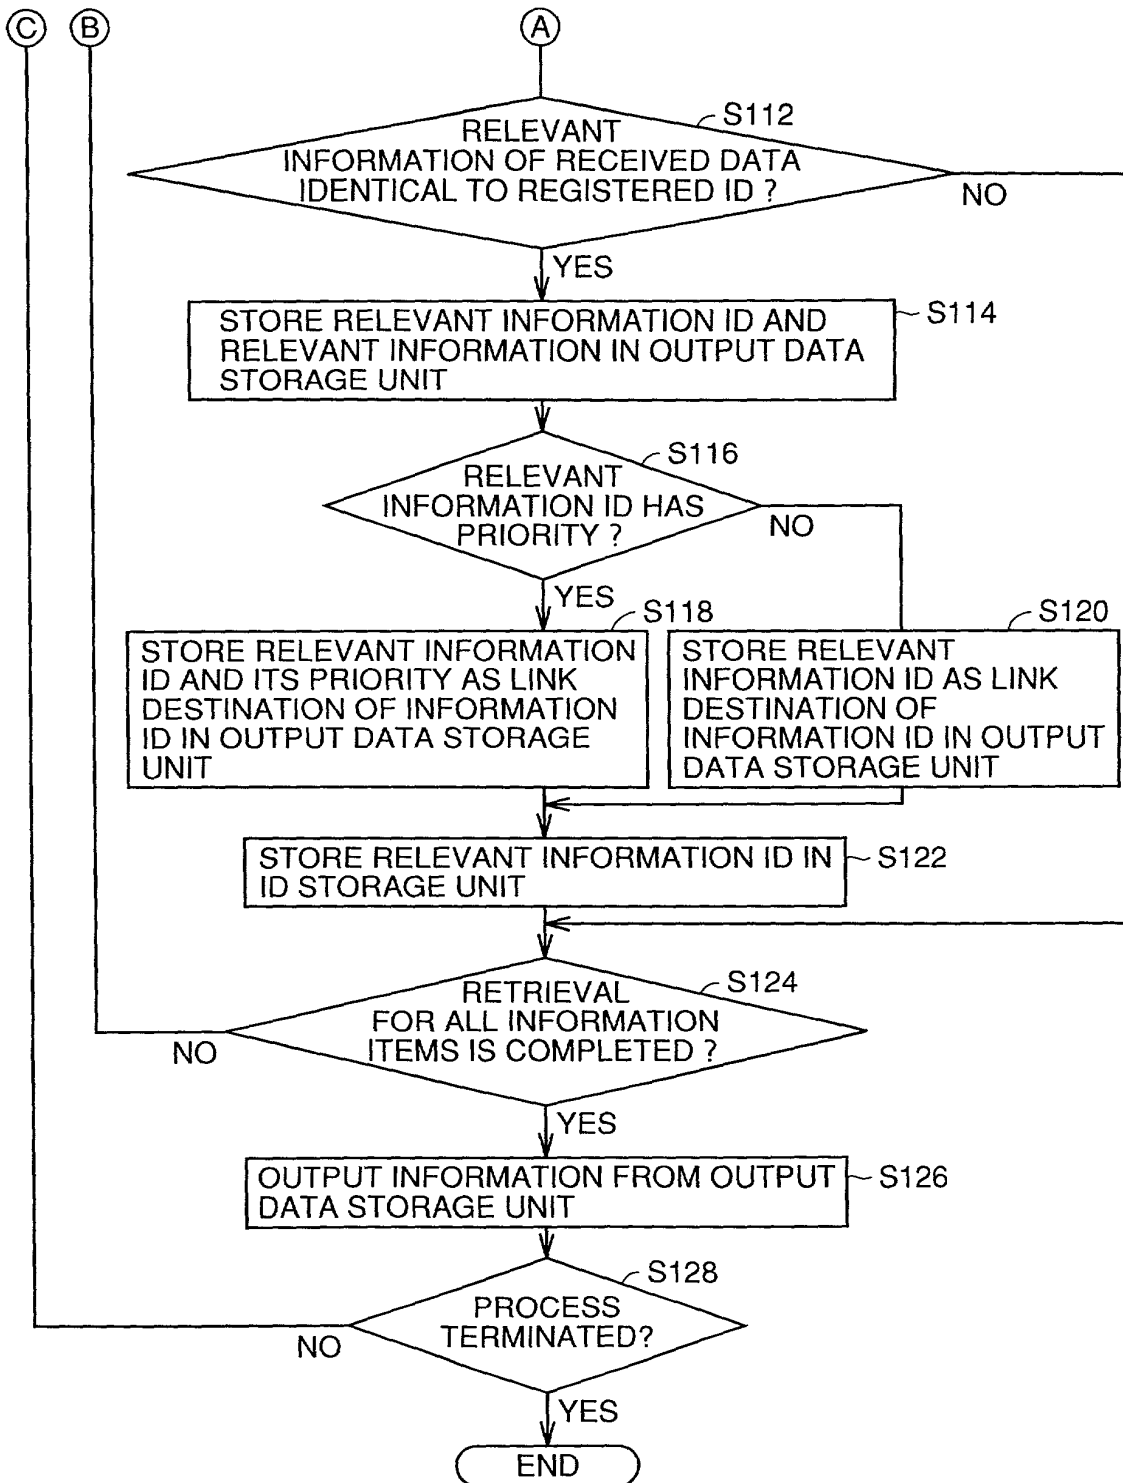 C
B
A
S112
RELEVANT
INFORMATION OF RECEIVED DATA
IDENTICAL TO REGISTERED ID ?
NO
YES
S114
STORE RELEVANT INFORMATION ID AND
RELEVANT INFORMATION IN OUTPUT DATA
STORAGE UNIT
S116
RELEVANT
INFORMATION ID HAS
PRIORITY ?
NO
YES
S118
STORE RELEVANT INFORMATION
ID AND ITS PRIORITY AS LINK
DESTINATION OF INFORMATION
ID IN OUTPUT DATA STORAGE
UNIT
S120
STORE RELEVANT
INFORMATION ID AS LINK
DESTINATION OF
INFORMATION ID IN OUTPUT
DATA STORAGE UNIT
STORE RELEVANT INFORMATION ID IN
ID STORAGE UNIT
S122
S124
RETRIEVAL
FOR ALL INFORMATION
ITEMS IS COMPLETED ?
NO
YES
OUTPUT INFORMATION FROM OUTPUT
DATA STORAGE UNIT
S126
S128
PROCESS
TERMINATED?
NO
YES
END